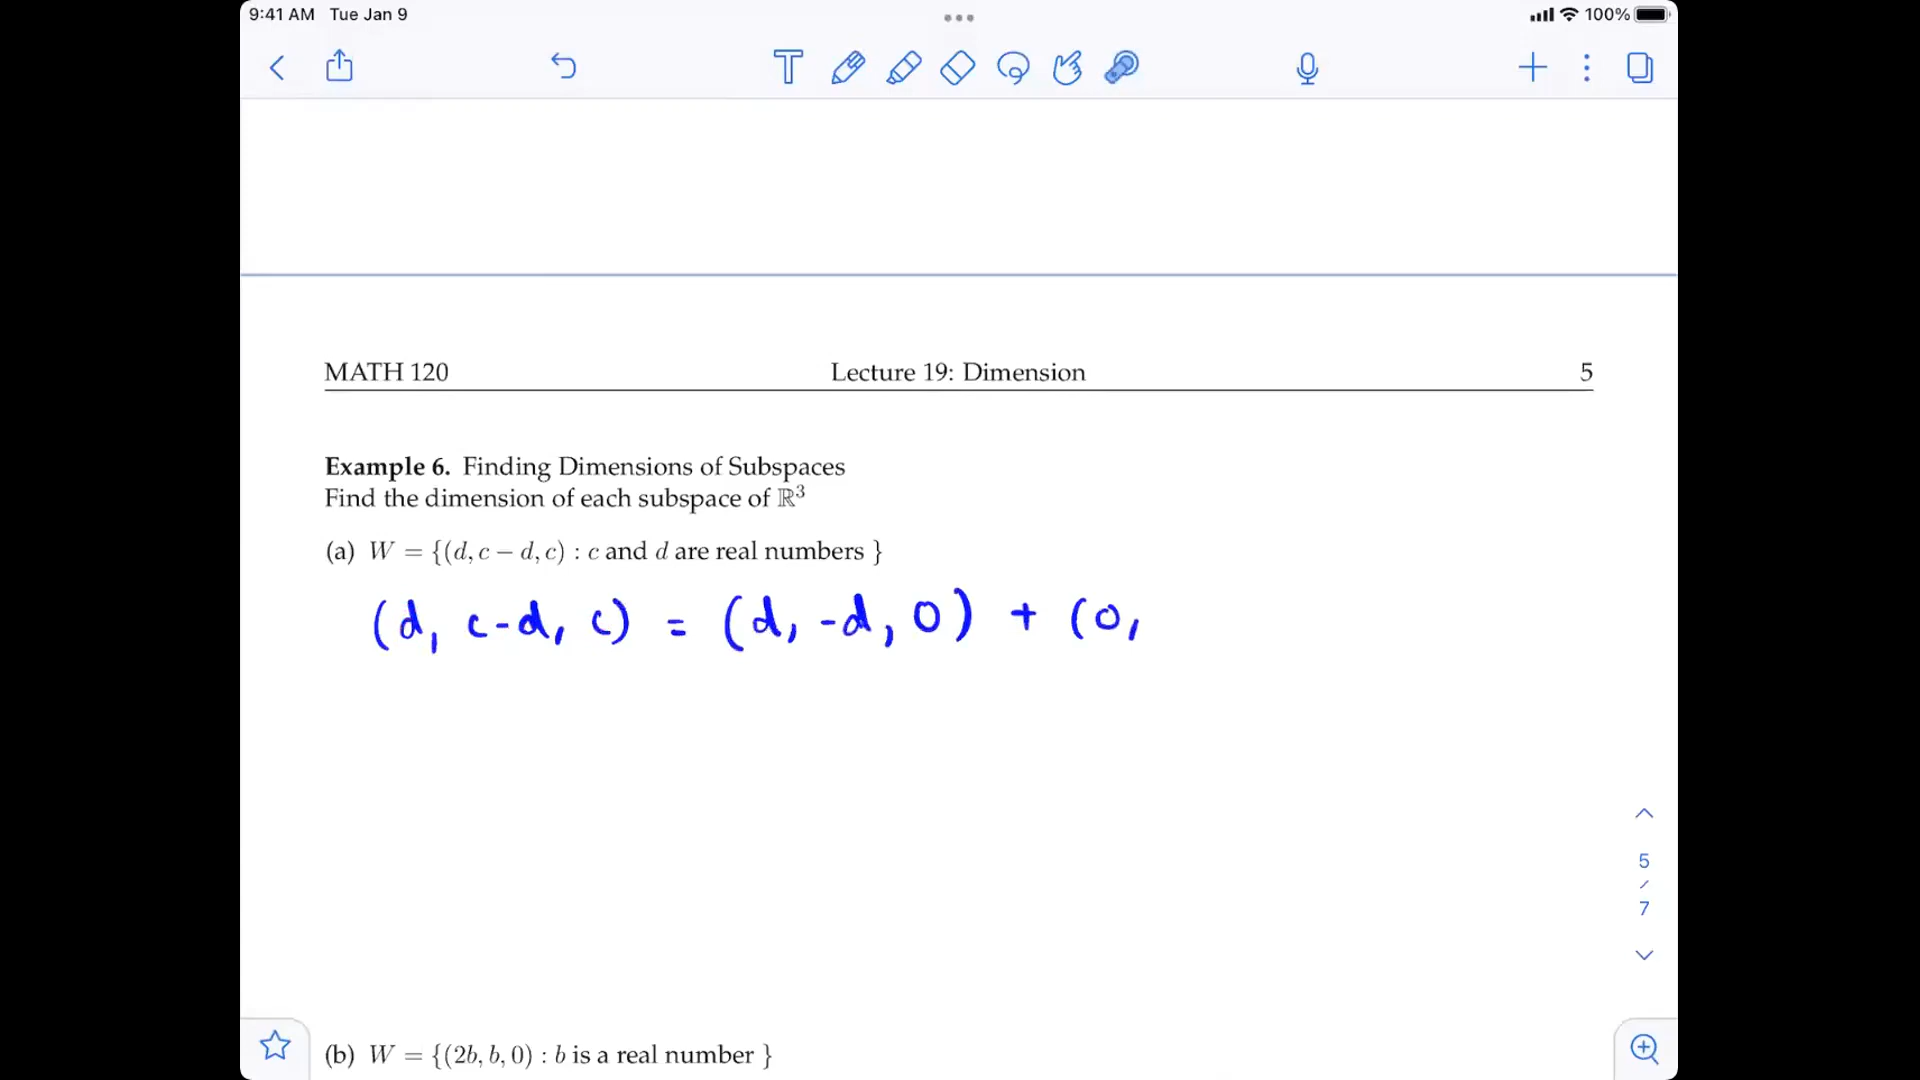 9:41 AM Tue Jan 9
100%
MATH 120 Lecture 19: Dimension 5
Example 6. Finding Dimensions of Subspaces
Find the dimension of each subspace of ℝ³
(a) W = {(d, c − d, c) : c and d are real numbers }
(d, c-d, c) = (d, -d, 0) + (0,
5
/
7
(b) W = {(2b, b, 0) : b is a real number }